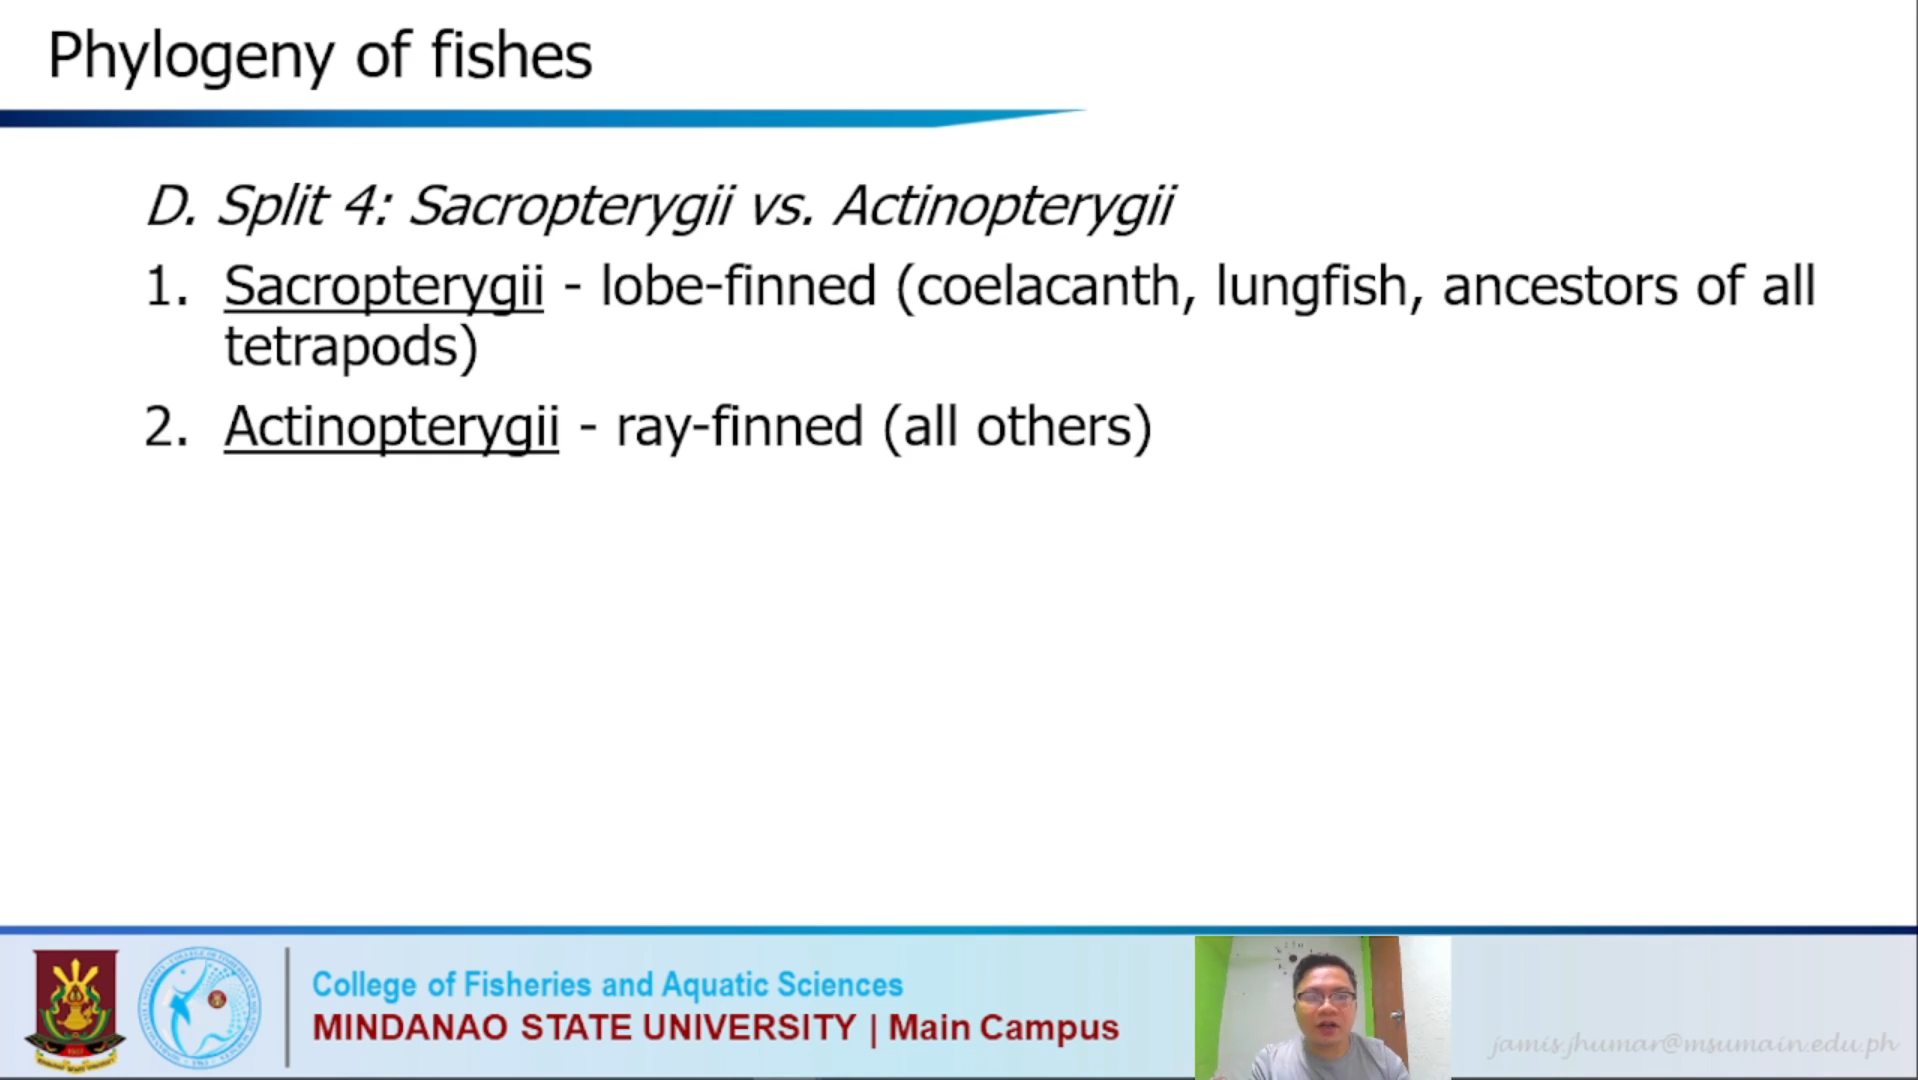 Phylogeny of fishes
D. Split 4: Sacropterygii vs. Actinopterygii
1. Sacropterygii - lobe-finned (coelacanth, lungfish, ancestors of all
tetrapods)
2. Actinopterygii - ray-finned (all others)
College of Fisheries and Aquatic Sciences
MINDANAO STATE UNIVERSITY | Main Campus
jamis.jhumar@msumain.edu.ph